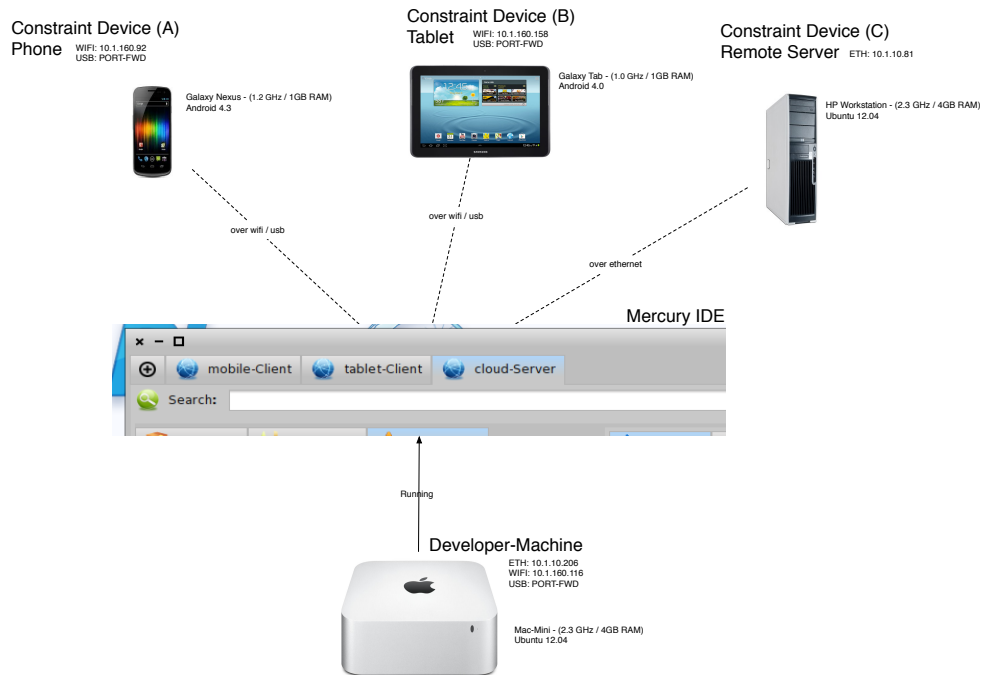 Constraint Device (A)
Phone
WIFI: 10.1.160.92
USB: PORT-FWD
Galaxy Nexus - (1.2 GHz / 1GB RAM)
Android 4.3
Constraint Device (B)
Tablet
WIFI: 10.1.160.158
USB: PORT-FWD
12:45
Galaxy Tab - (1.0 GHz / 1GB RAM)
Android 4.0
SAMSUNG
Constraint Device (C)
Remote Server
ETH: 10.1.10.81
HP Workstation - (2.3 GHz / 4GB RAM)
Ubuntu 12.04
over wifi / usb
over wifi / usb
over ethernet
Mercury IDE
mobile-Client
tablet-Client
cloud-Server
Search:
Running
Developer-Machine
ETH: 10.1.10.206
WIFI: 10.1.160.116
USB: PORT-FWD
Mac-Mini - (2.3 GHz / 4GB RAM)
Ubuntu 12.04